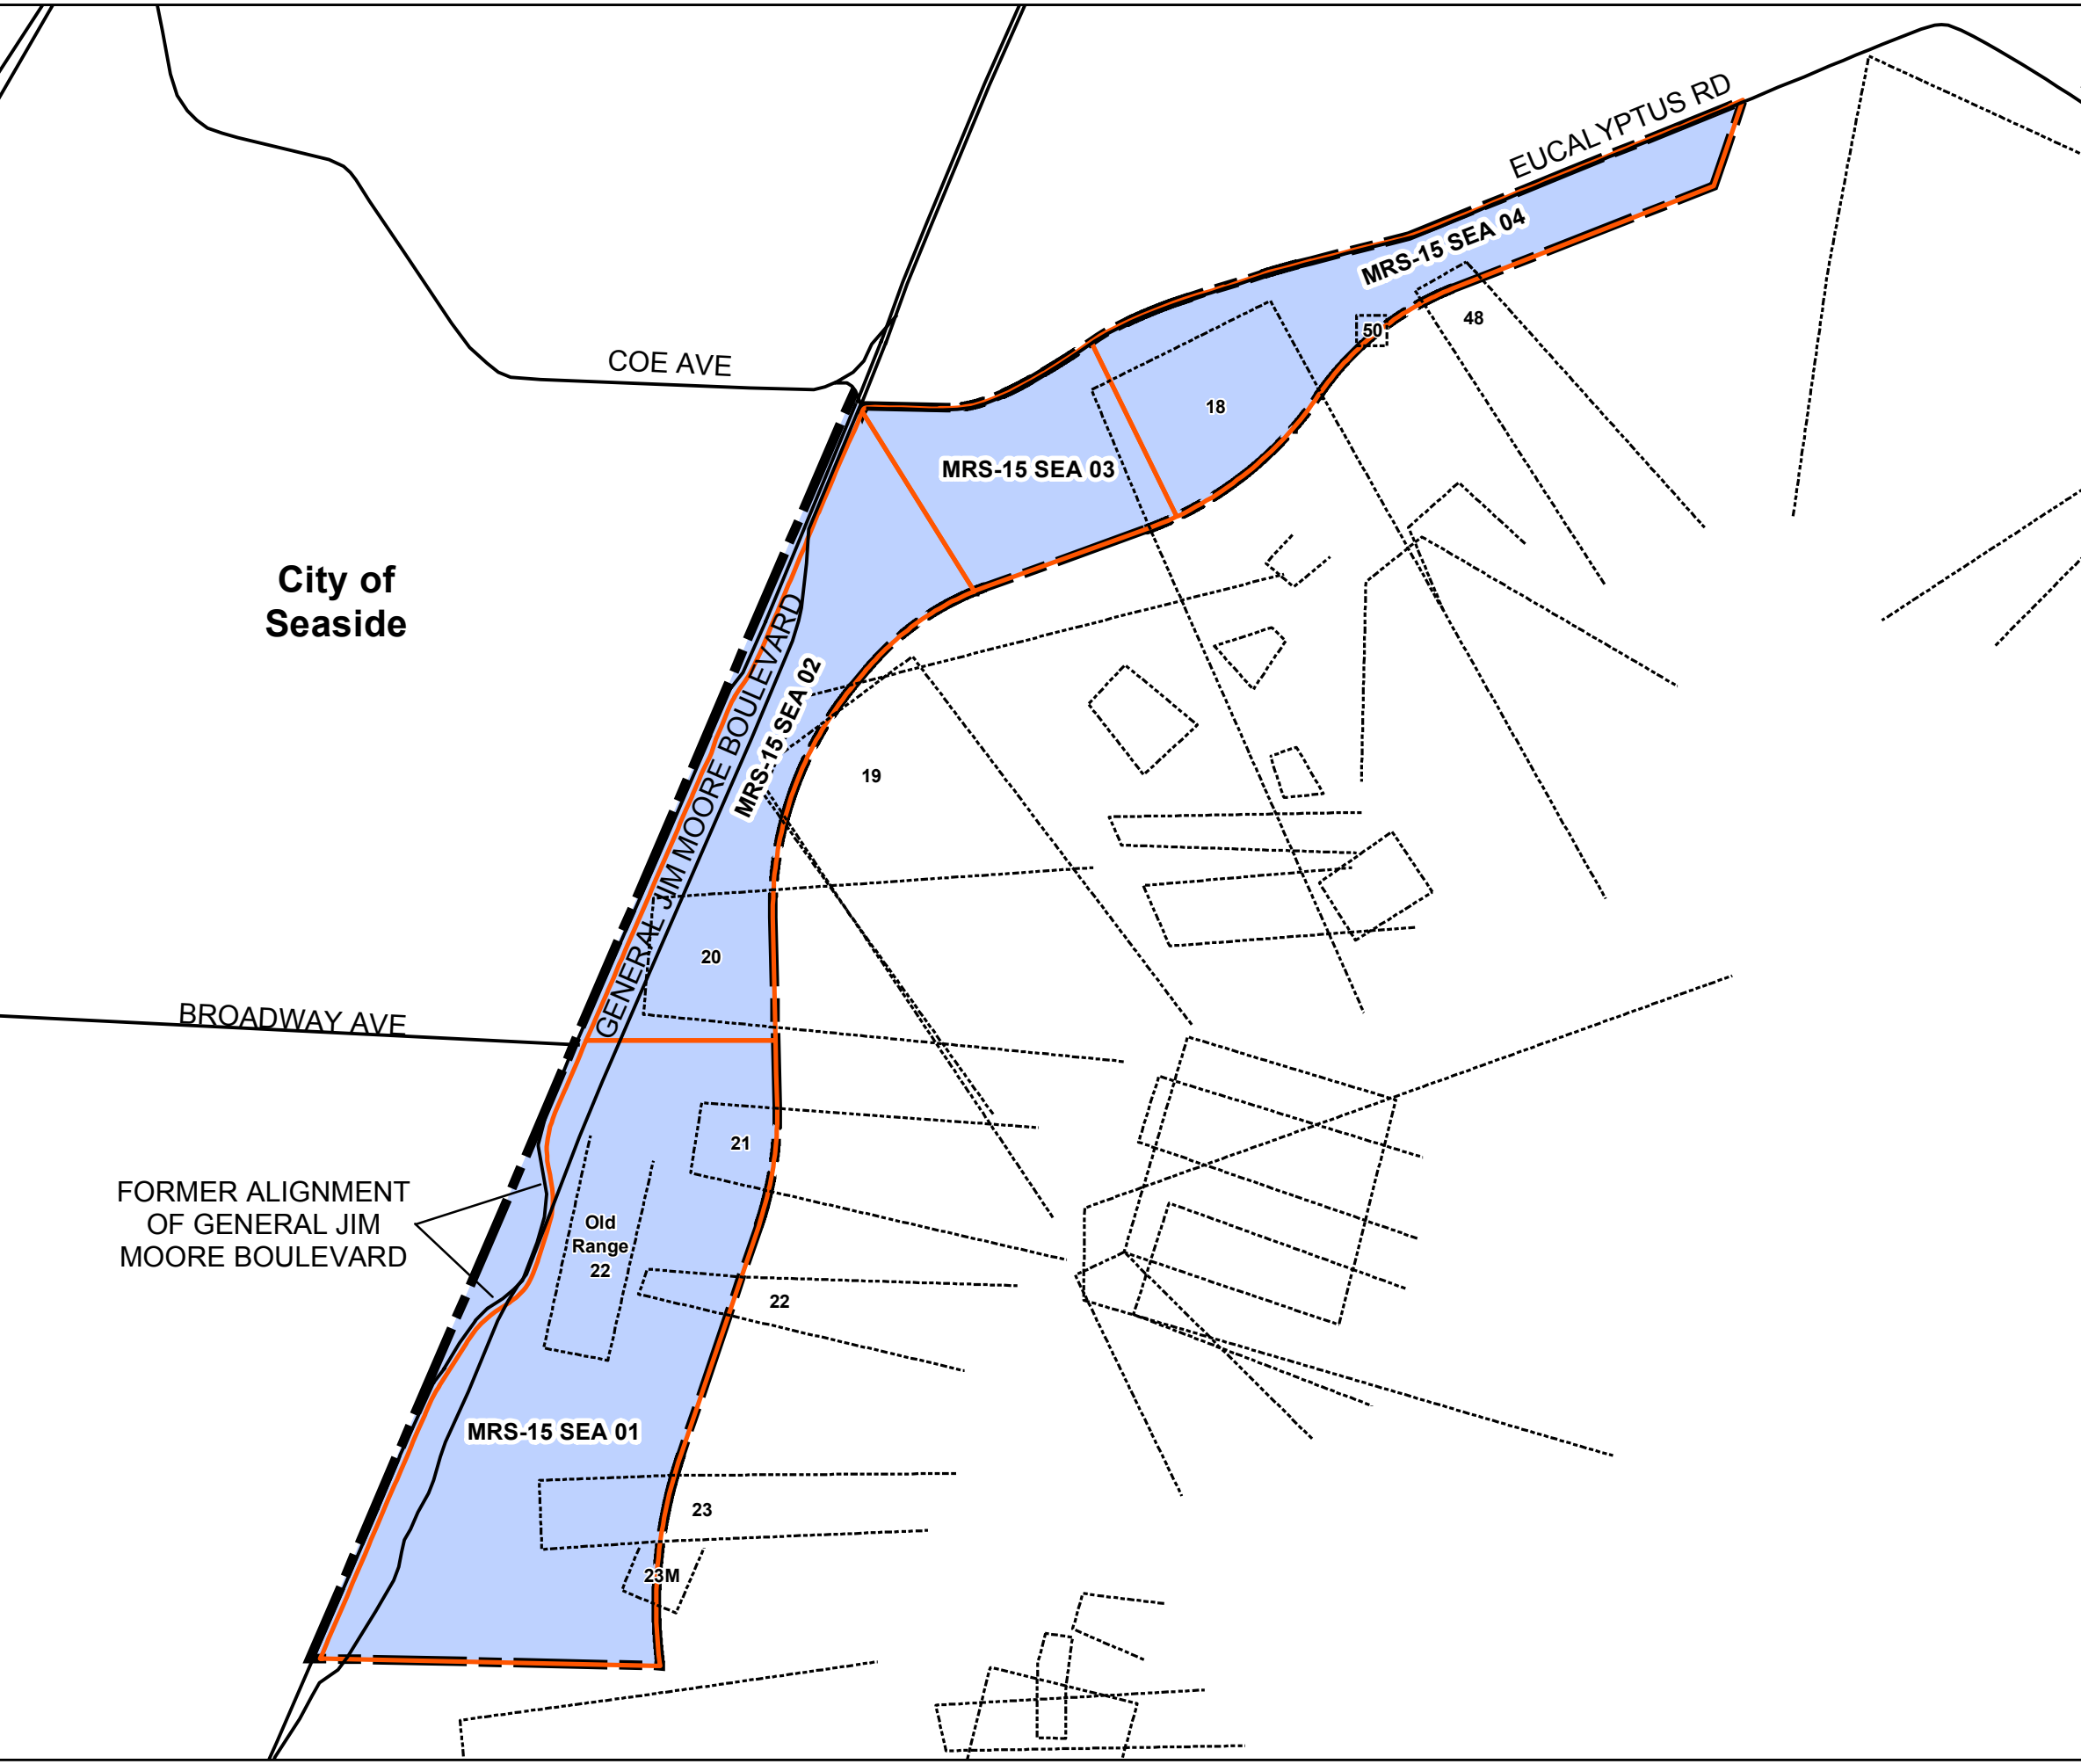 EUCALYPTUS RD
MRS-15 SEA 04
50
48
COE AVE
18
MRS-15 SEA 03
City of
Seaside
GENERAL JIM MOORE BOULEVARD
MRS-15 SEA 02
19
20
BROADWAY AVE
21
FORMER ALIGNMENT
OF GENERAL JIM
MOORE BOULEVARD
Old
Range
22
22
MRS-15 SEA 01
23
23M